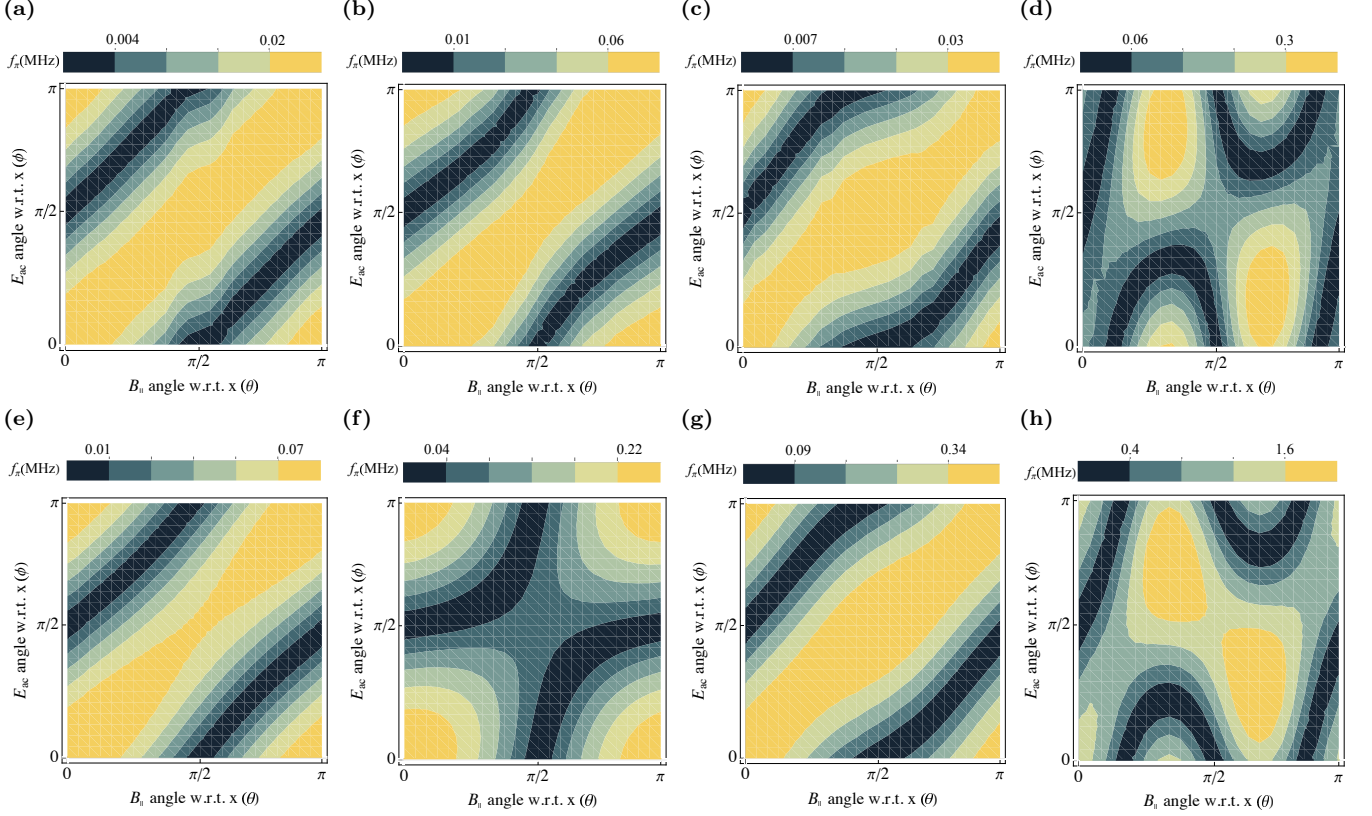 (a)
0.004 0.02
f_π(MHz)
π
π/2
0
E_ac angle w.r.t. x (ϕ)
0 π/2 π
B_∥ angle w.r.t. x (θ)
(b)
0.01 0.06
f_π(MHz)
π
π/2
0
E_ac angle w.r.t. x (ϕ)
0 π/2 π
B_∥ angle w.r.t. x (θ)
(c)
0.007 0.03
f_π(MHz)
π
π/2
0
E_ac angle w.r.t. x (ϕ)
0 π/2 π
B_∥ angle w.r.t. x (θ)
(d)
0.06 0.3
f_π(MHz)
π
π/2
0
E_ac angle w.r.t. x (ϕ)
0 π/2 π
B_∥ angle w.r.t. x (θ)
(e)
0.01 0.07
f_π(MHz)
π
π/2
0
E_ac angle w.r.t. x (ϕ)
0 π/2 π
B_∥ angle w.r.t. x (θ)
(f)
0.04 0.22
f_π(MHz)
π
π/2
0
E_ac angle w.r.t. x (ϕ)
0 π/2 π
B_∥ angle w.r.t. x (θ)
(g)
0.09 0.34
f_π(MHz)
π
π/2
0
E_ac angle w.r.t. x (ϕ)
0 π/2 π
B_∥ angle w.r.t. x (θ)
(h)
0.4 1.6
f_π(MHz)
π
π/2
0
E_ac angle w.r.t. x (ϕ)
0 π/2 π
B_∥ angle w.r.t. x (θ)